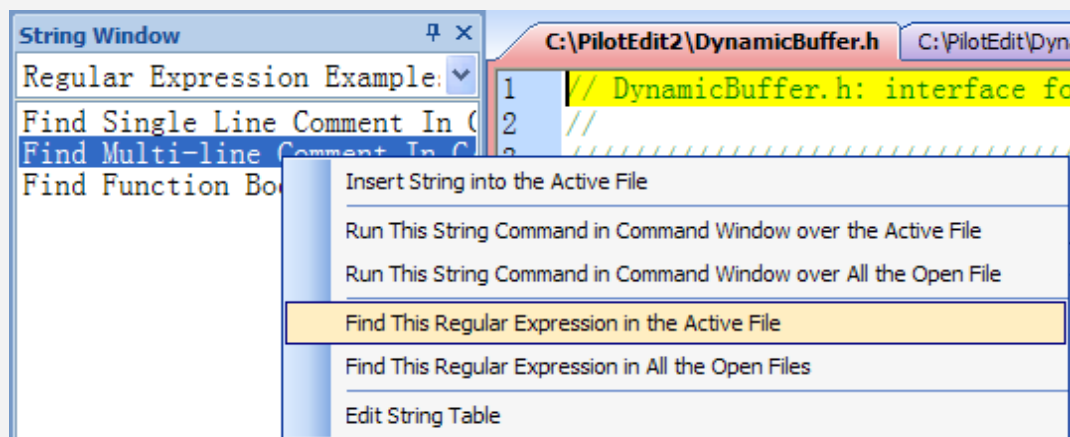 String Window
Regular Expression Example
Find Single Line Comment In
Find Multi-line Comment In C
Find Function Bo
C:\PilotEdit2\DynamicBuffer.h
C:\PilotEdit\Dyn
1 // DynamicBuffer.h: interface fo
2 //
Insert String into the Active File
Run This String Command in Command Window over the Active File
Run This String Command in Command Window over All the Open File
Find This Regular Expression in the Active File
Find This Regular Expression in All the Open Files
Edit String Table